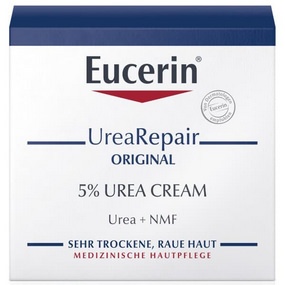 Eucerin®
UreaRepair
ORIGINAL
5% UREA CREAM
Urea + NMF
SEHR TROCKENE, RAUE HAUT
MEDIZINISCHE HAUTPFLEGE